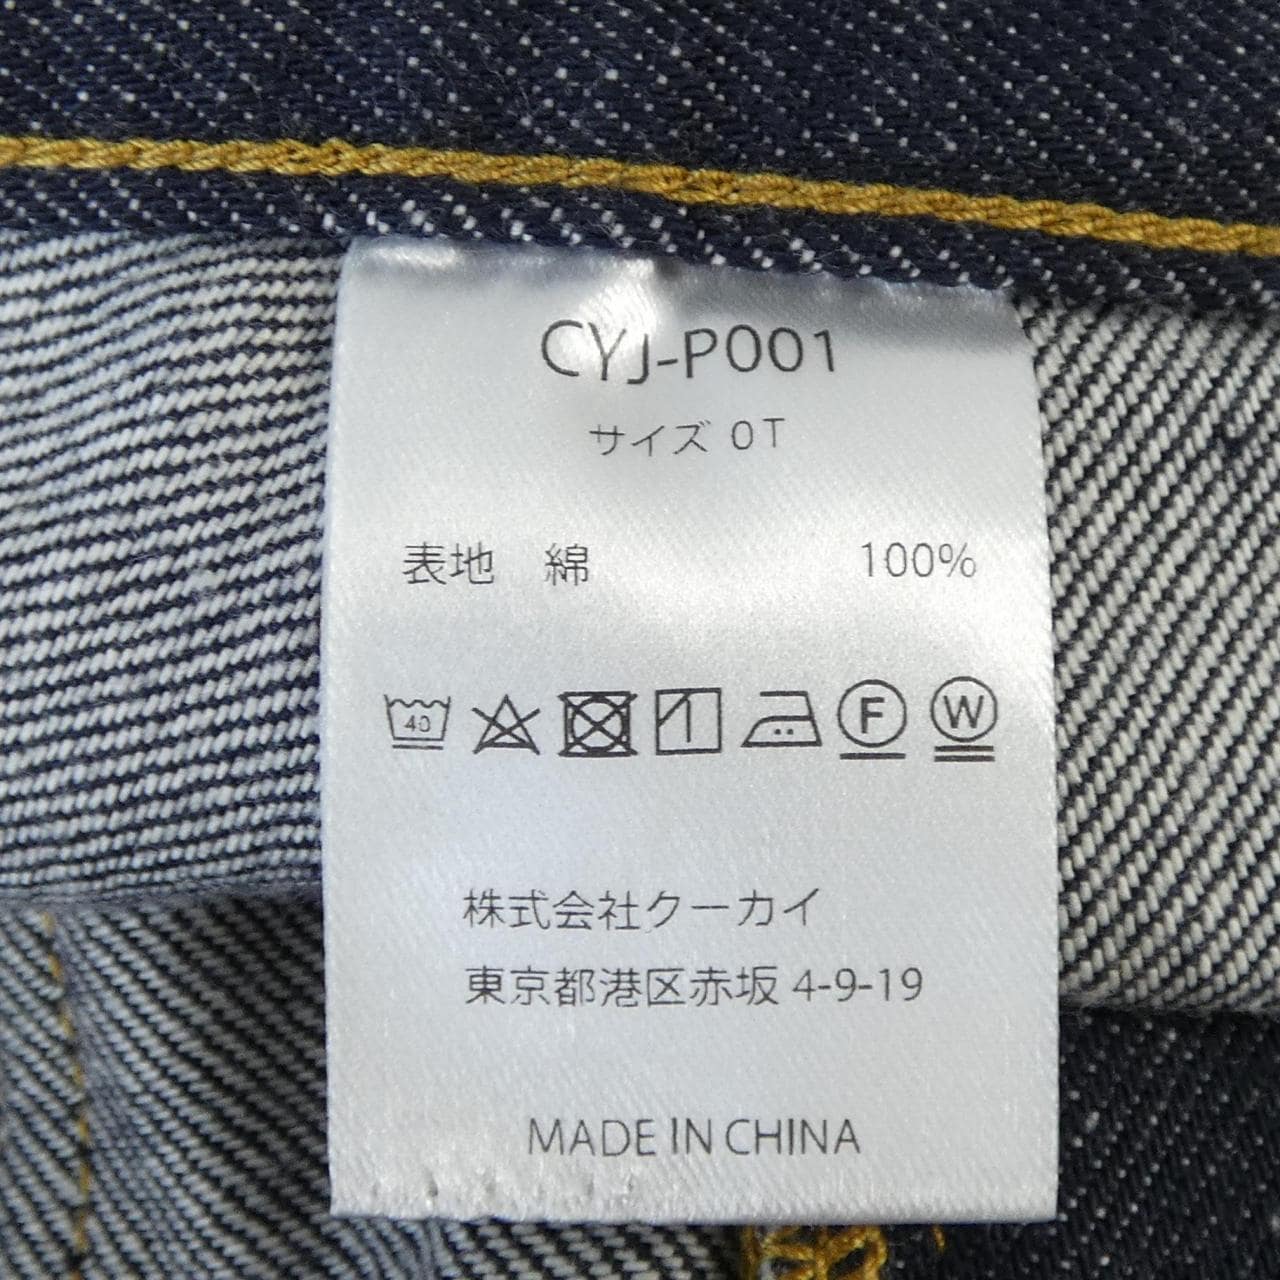 CYJ-P001
サイズ 0T
表地 綿 100%
40 F W
株式会社クーカイ
東京都港区赤坂 4-9-19
MADE IN CHINA